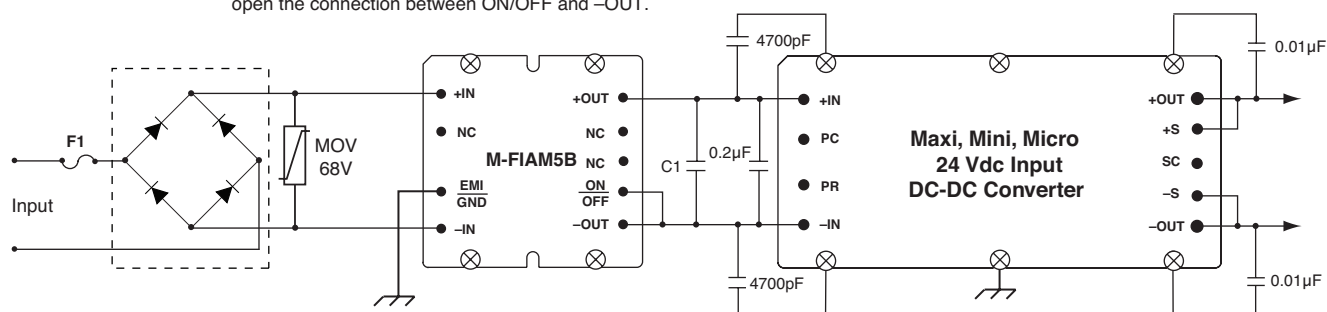 open the connection between ON/OFF and –OUT.
4700pF
0.01µF
F1
Input
MOV
68V
+IN
NC
EMI
GND
–IN
M-FIAM5B
+OUT
NC
NC
ON
OFF
–OUT
C1
0.2µF
4700pF
+IN
PC
PR
–IN
Maxi, Mini, Micro
24 Vdc Input
DC-DC Converter
+OUT
+S
SC
–S
–OUT
0.01µF